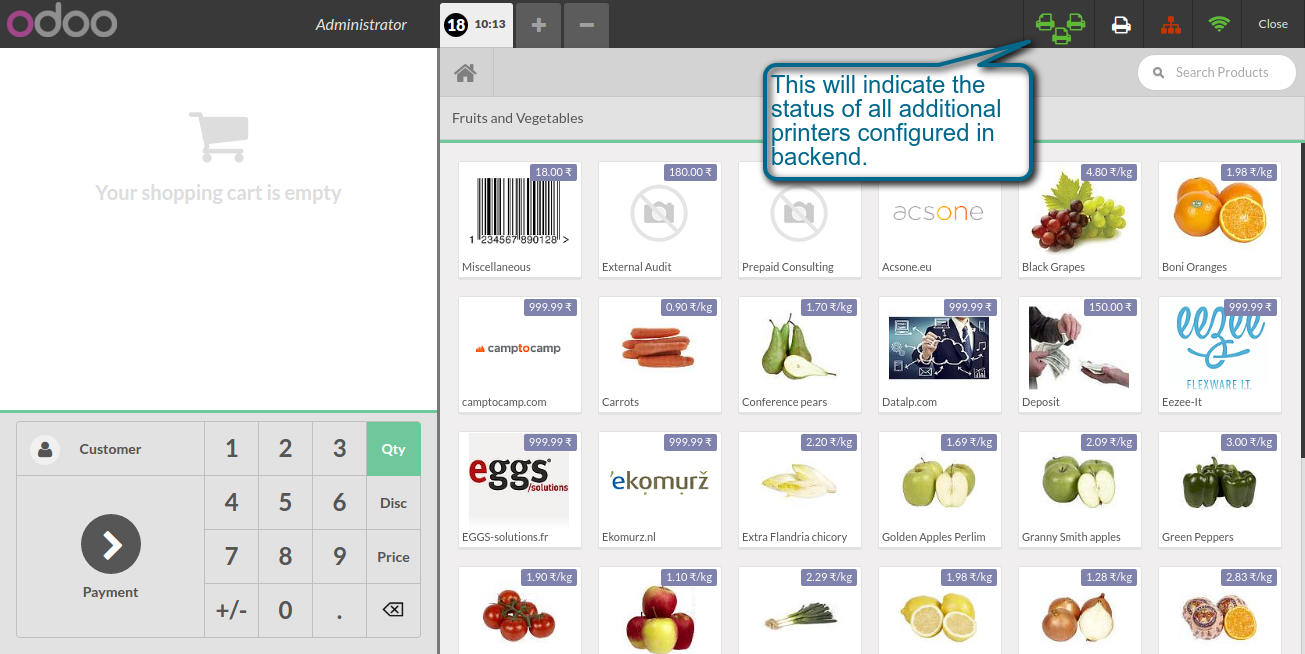 odoo
Administrator
18 10:13
Close
This will indicate the
status of all additional
printers configured in
backend.
Search Products
Fruits and Vegetables
Your shopping cart is empty
18.00 ₹
1 234567 890128 >
Miscellaneous
180.00 ₹
External Audit
Prepaid Consulting
acsone
Acsone.eu
4.80 ₹/kg
Black Grapes
1.98 ₹/kg
Boni Oranges
999.99 ₹
camptocamp
camptocamp.com
0.90 ₹/kg
Carrots
1.70 ₹/kg
Conference pears
999.99 ₹
Datalp.com
150.00 ₹
Deposit
999.99 ₹
eezee
FLEXWARE I.T.
Eezee-It
999.99 ₹
eggs
/solutions
EGGS-solutions.fr
999.99 ₹
'ekomurž
Ekomurz.nl
2.20 ₹/kg
Extra Flandria chicory
1.69 ₹/kg
Golden Apples Perlim
2.09 ₹/kg
Granny Smith apples
3.00 ₹/kg
Green Peppers
1.90 ₹/kg
1.10 ₹/kg
2.29 ₹/kg
1.98 ₹/kg
1.28 ₹/kg
2.83 ₹/kg
Customer
1 2 3 Qty
4 5 6 Disc
7 8 9 Price
+/- 0 .
Payment